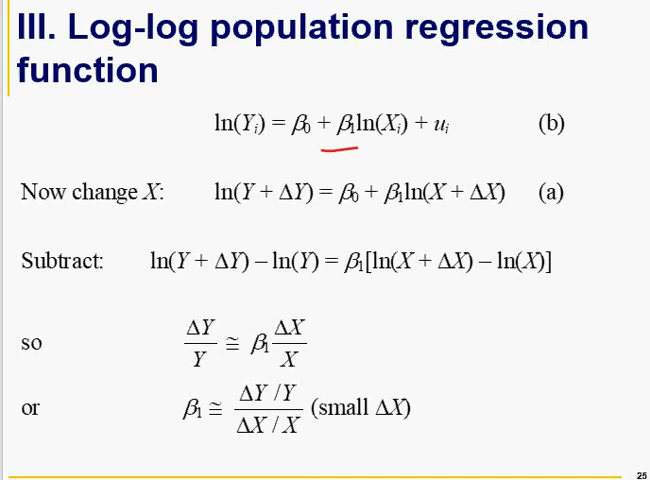 III. Log-log population regression
function
ln(Yᵢ) = β₀ + β₁ln(Xᵢ) + uᵢ (b)
Now change X: ln(Y + ΔY) = β₀ + β₁ln(X + ΔX) (a)
Subtract: ln(Y + ΔY) – ln(Y) = β₁[ln(X + ΔX) – ln(X)]
so ΔY/Y ≅ β₁ ΔX/X
or β₁ ≅ (ΔY / Y)/(ΔX / X) (small ΔX)
25